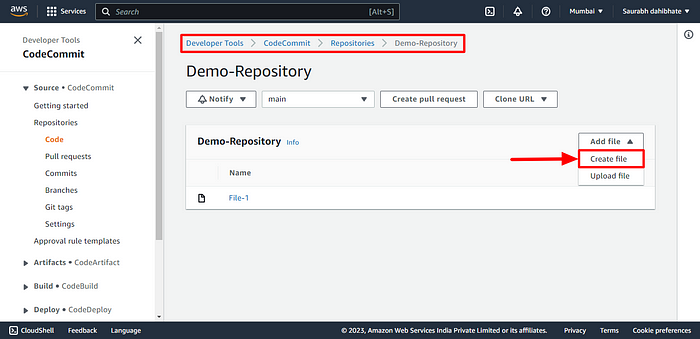 aws
Services
Search
[Alt+S]
Mumbai
Saurabh dahibhate
Developer Tools
CodeCommit
Source • CodeCommit
Getting started
Repositories
Code
Pull requests
Commits
Branches
Git tags
Settings
Approval rule templates
Artifacts • CodeArtifact
Build • CodeBuild
Deploy • CodeDeploy
Developer Tools
CodeCommit
Repositories
Demo-Repository
Demo-Repository
Notify
main
Create pull request
Clone URL
Demo-Repository Info
Add file
Create file
Upload file
Name
File-1
CloudShell
Feedback
Language
© 2023, Amazon Web Services India Private Limited or its affiliates.
Privacy
Terms
Cookie preferences